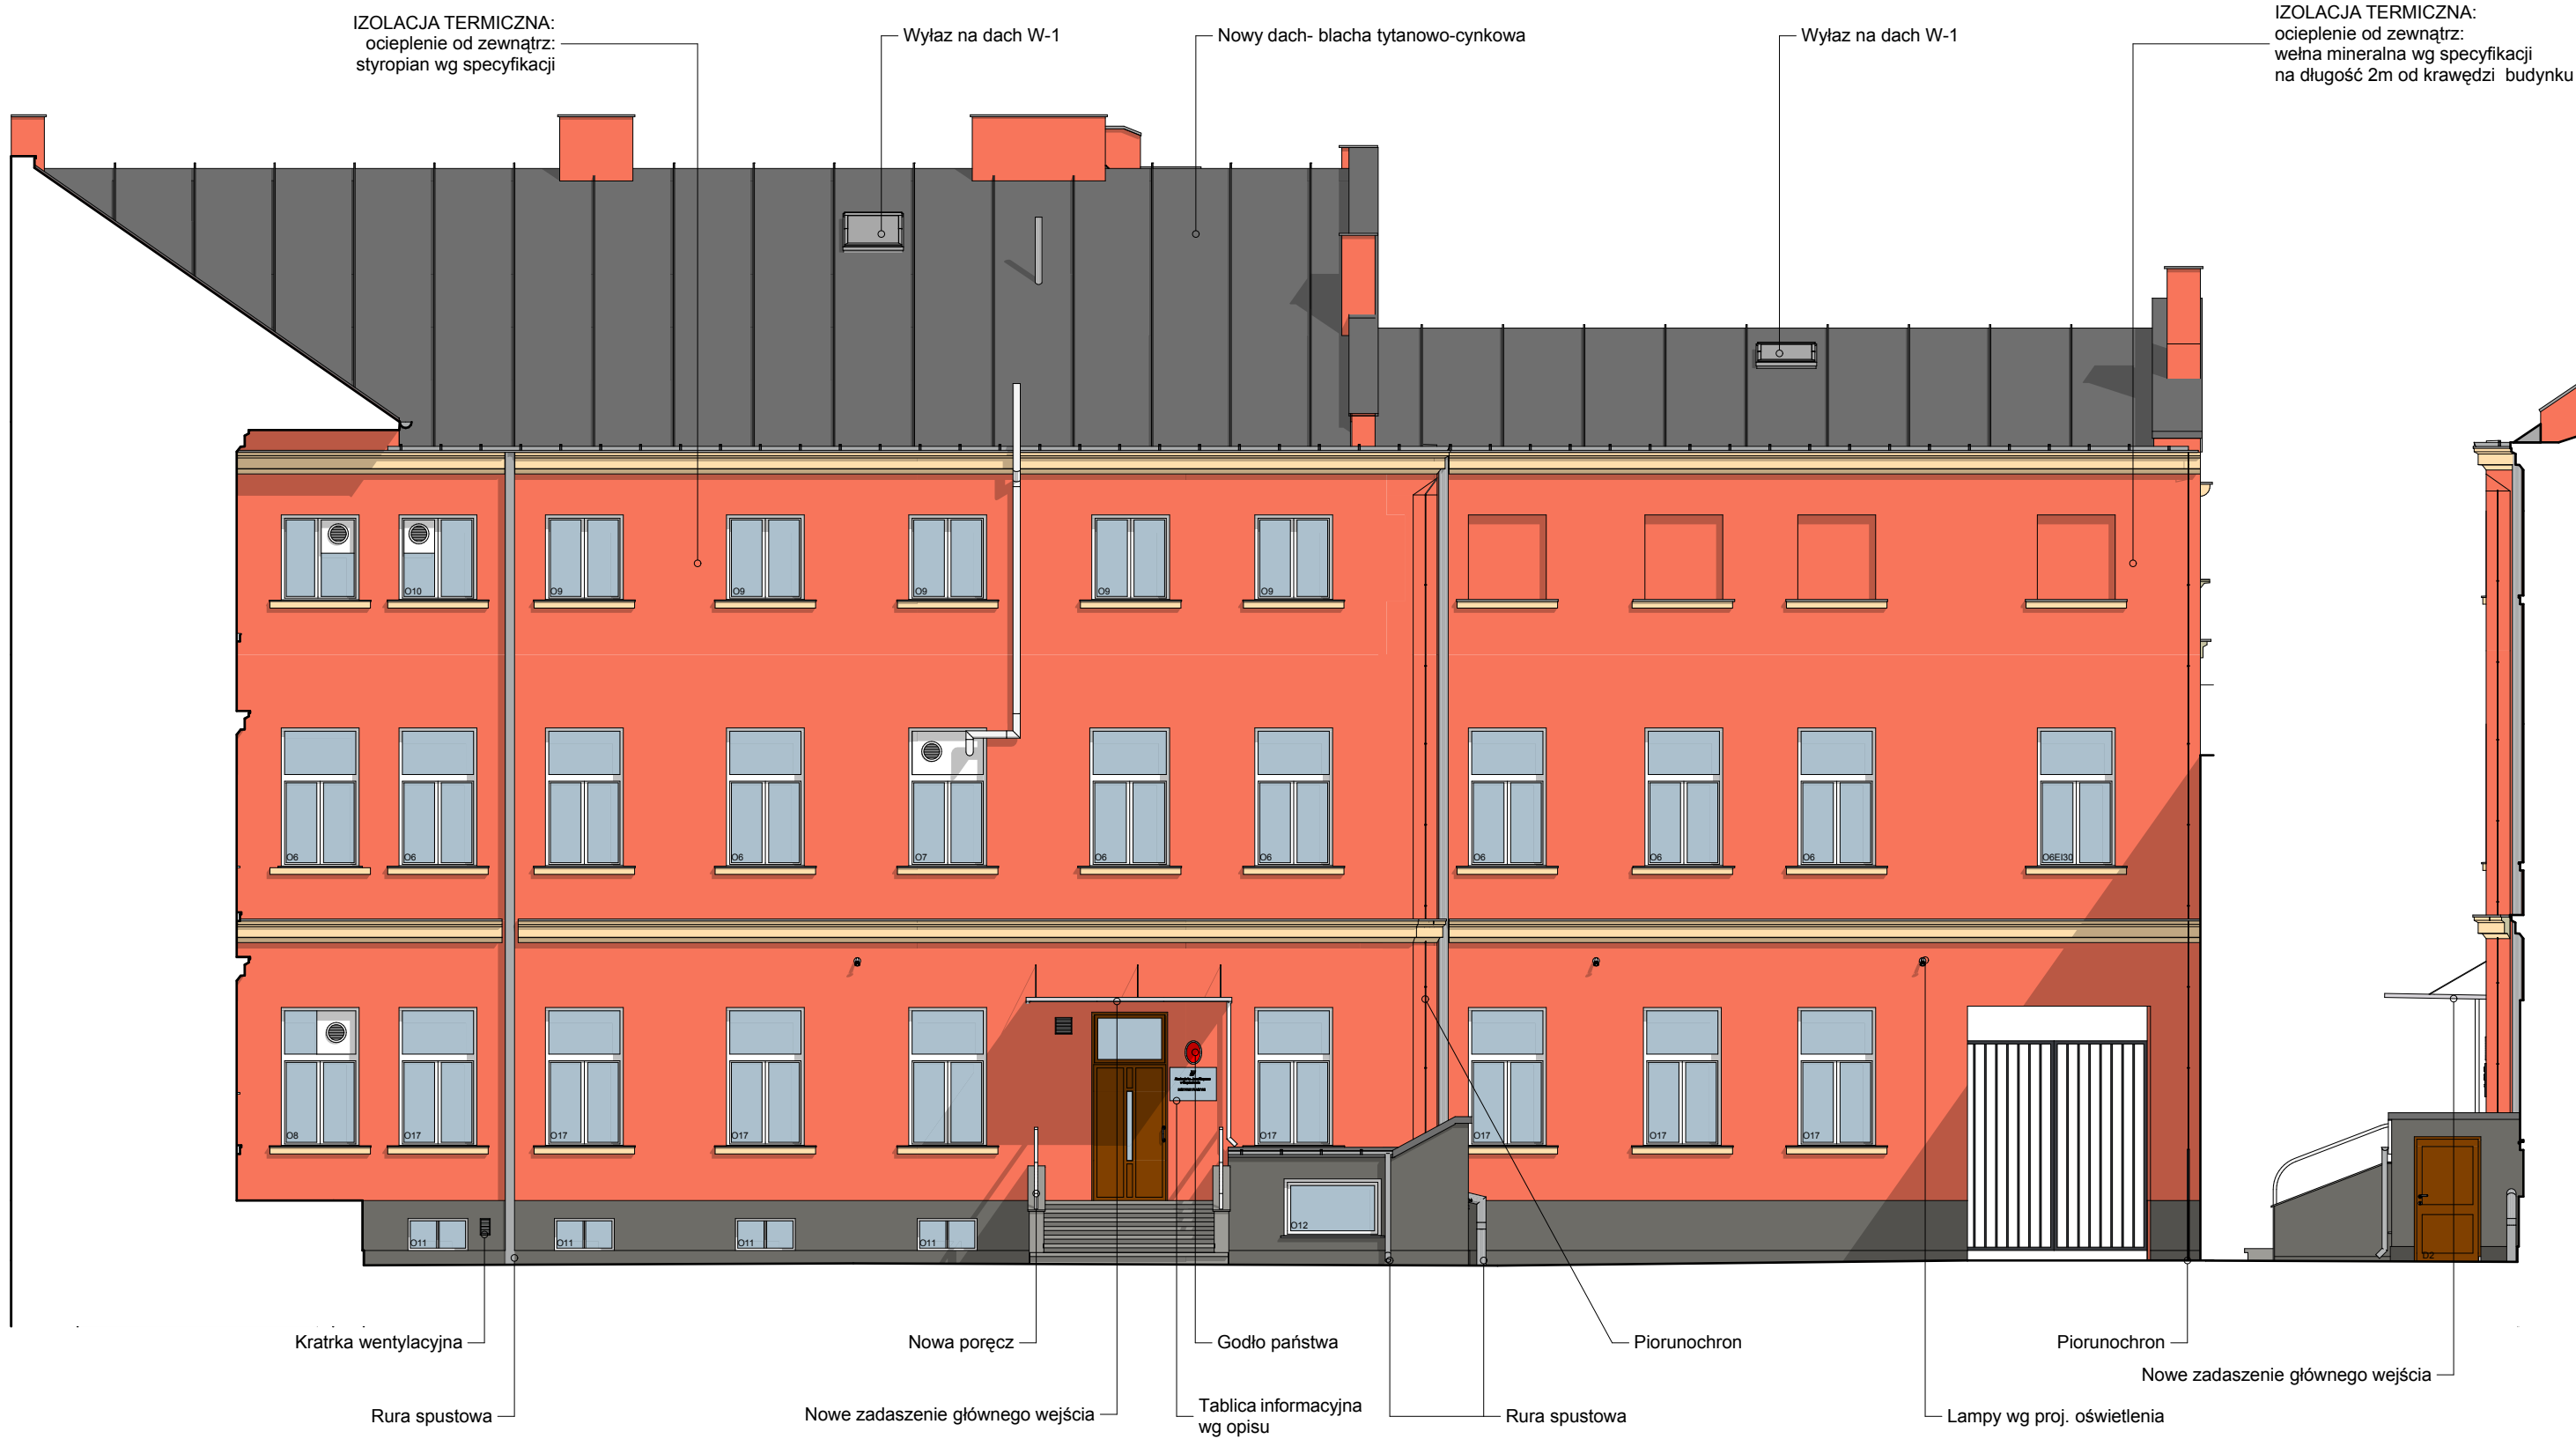 IZOLACJA TERMICZNA:
ocieplenie od zewnątrz:
styropian wg specyfikacji
Wyłaz na dach W-1
Nowy dach- blacha tytanowo-cynkowa
Wyłaz na dach W-1
IZOLACJA TERMICZNA:
ocieplenie od zewnątrz:
wełna mineralna wg specyfikacji
na długość 2m od krawędzi budynku
O10
O9
O9
O9
O9
O9
O6
O6
O6
O7
O6
O6
O6
O6
O6
O6EI30
O8
O17
O17
O17
O17
O17
O17
O17
O11
O11
O11
O11
O12
D2
Kratka wentylacyjna
Nowa poręcz
Godło państwa
Piorunochron
Piorunochron
Nowe zadaszenie głównego wejścia
Rura spustowa
Nowe zadaszenie głównego wejścia
Tablica informacyjna
wg opisu
Rura spustowa
Lampy wg proj. oświetlenia